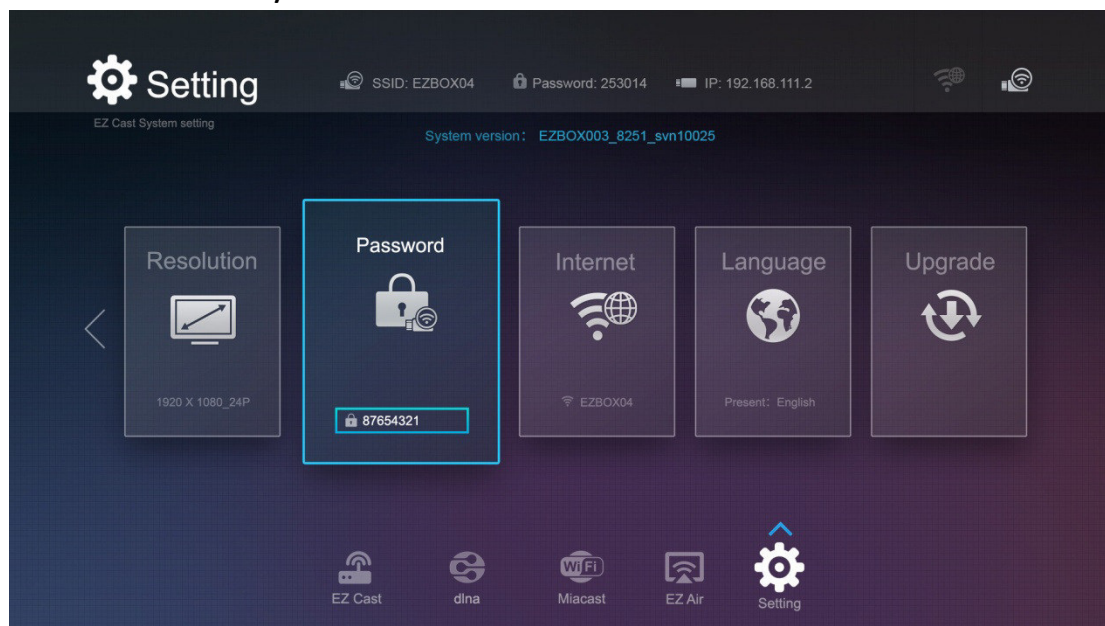 Setting
SSID: EZBOX04
Password: 253014
IP: 192.168.111.2
EZ Cast System setting
System version: EZBOX003_8251_svn10025
Resolution
1920 X 1080_24P
Password
87654321
Internet
EZBOX04
Language
Present: English
Upgrade
EZ Cast
dlna
WiFi
Miacast
EZ Air
Setting